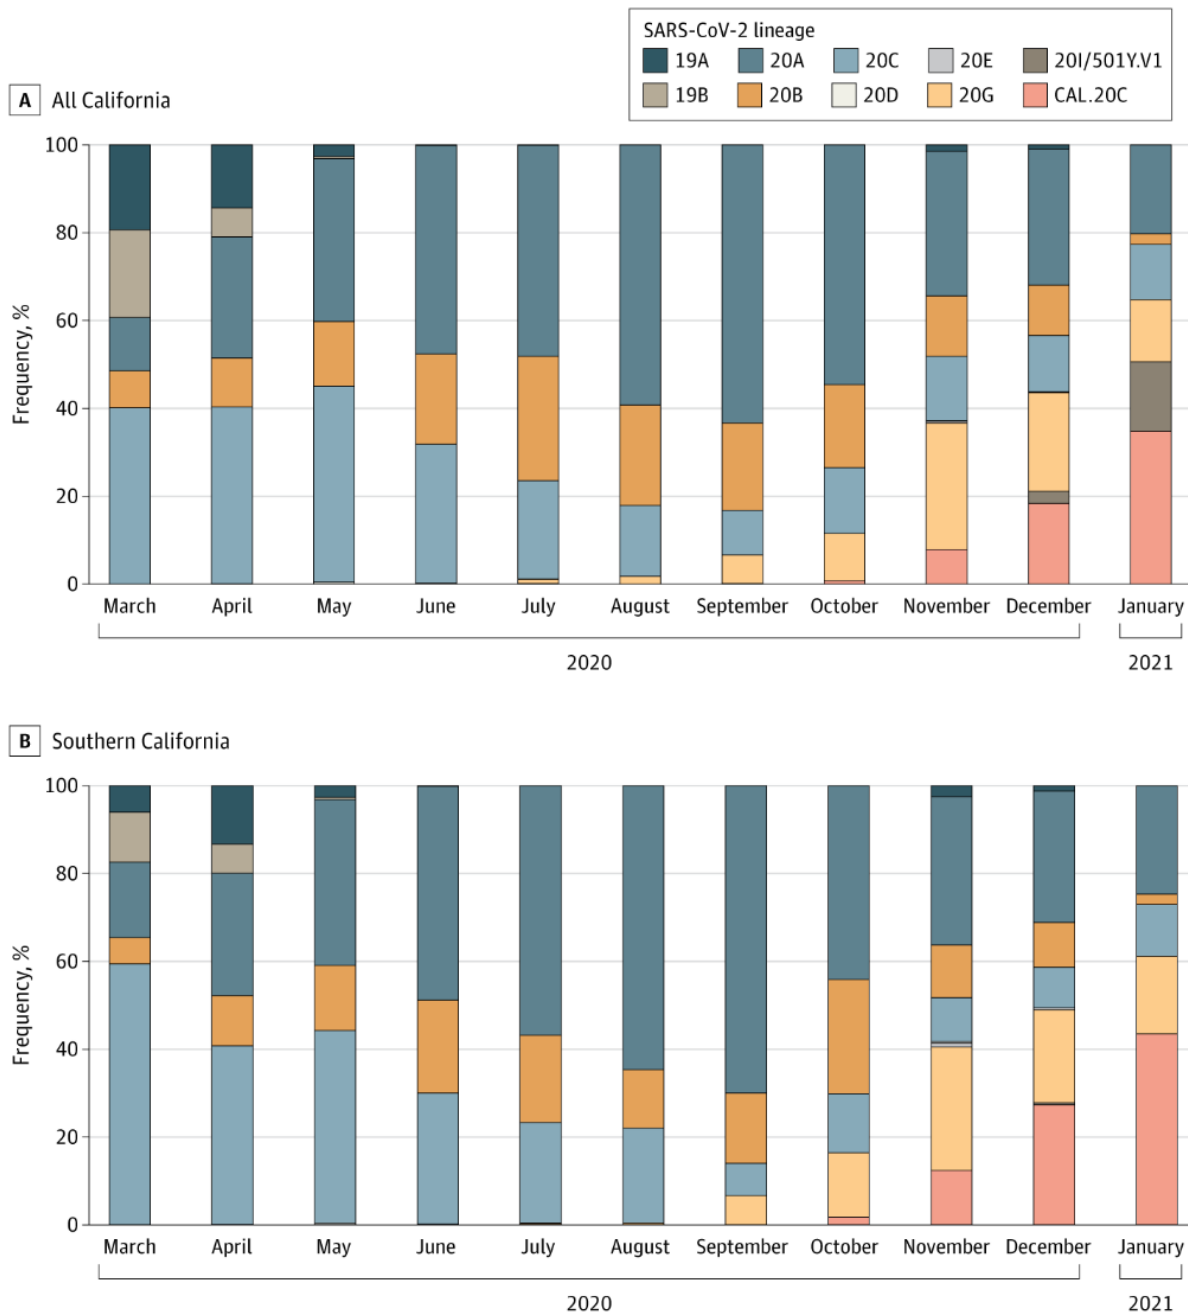 SARS-CoV-2 lineage
19A 20A 20C 20E 20I/501Y.V1
19B 20B 20D 20G CAL.20C
A All California
100
80
60
40
20
0
Frequency, %
March April May June July August September October November December January
2020 2021
B Southern California
100
80
60
40
20
0
Frequency, %
March April May June July August September October November December January
2020 2021